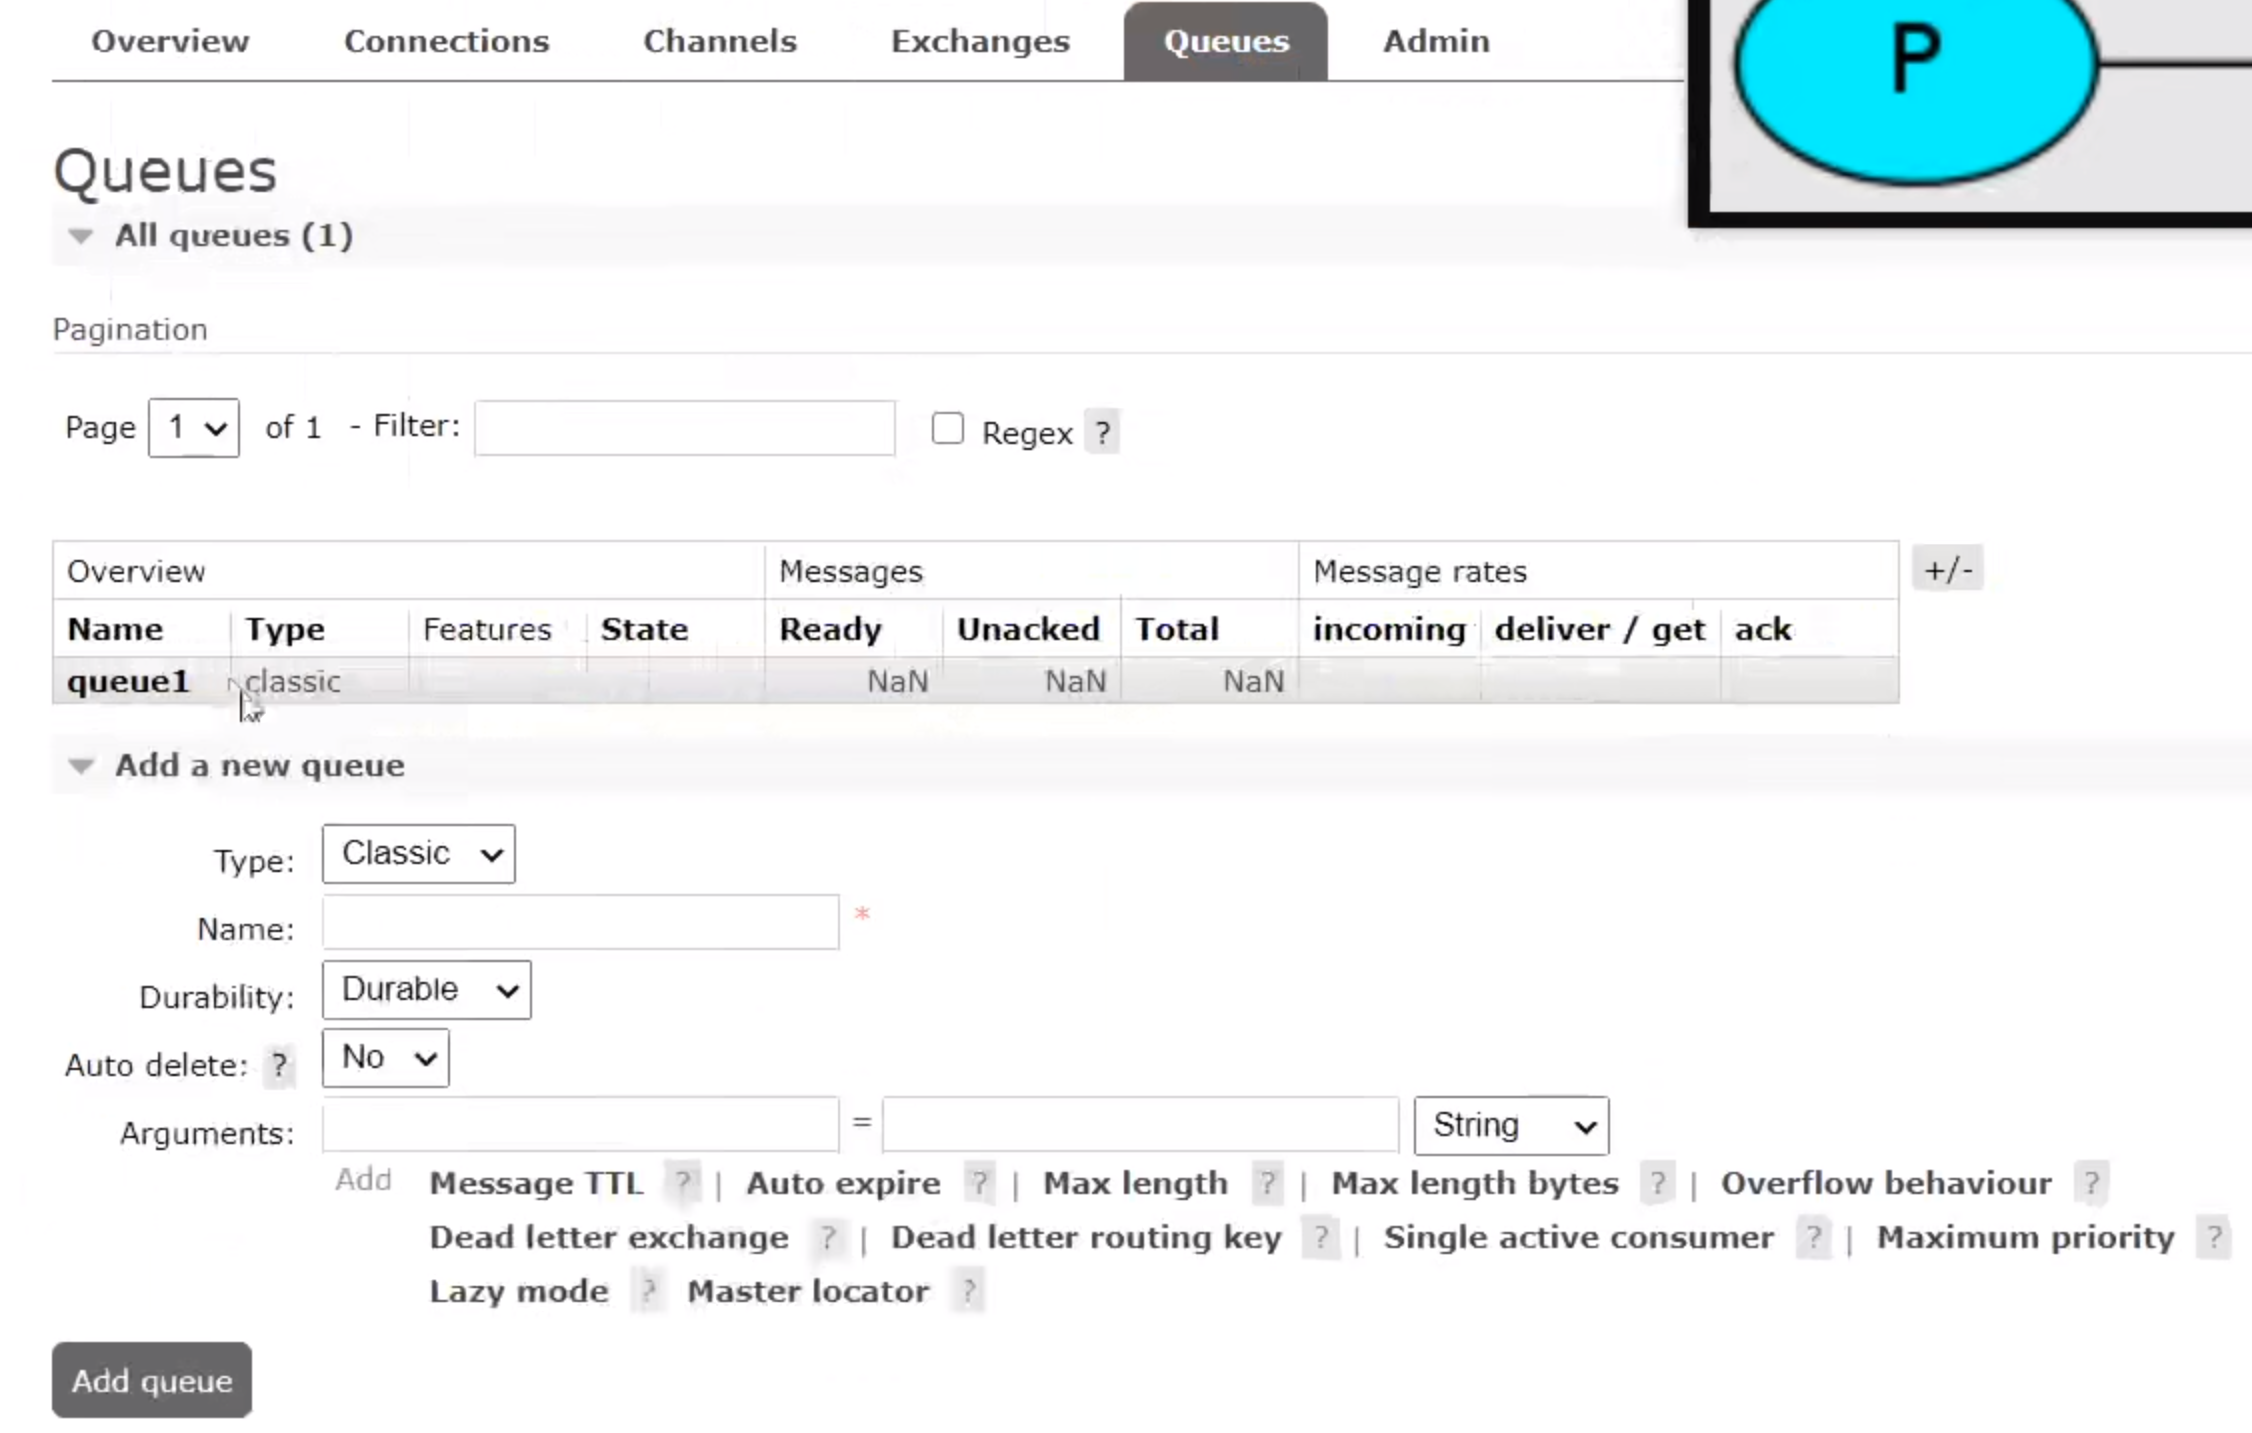 Overview Connections Channels Exchanges Queues Admin
P
Queues
All queues (1)
Pagination
Page 1 of 1 - Filter: Regex ?
Overview Messages Message rates +/-
Name Type Features State Ready Unacked Total incoming deliver / get ack
queue1 classic NaN NaN NaN
Add a new queue
Type: Classic
Name: *
Durability: Durable
Auto delete: ? No
Arguments: = String
Add Message TTL ? | Auto expire ? | Max length ? | Max length bytes ? | Overflow behaviour ?
Dead letter exchange ? | Dead letter routing key ? | Single active consumer ? | Maximum priority ?
Lazy mode ? Master locator ?
Add queue